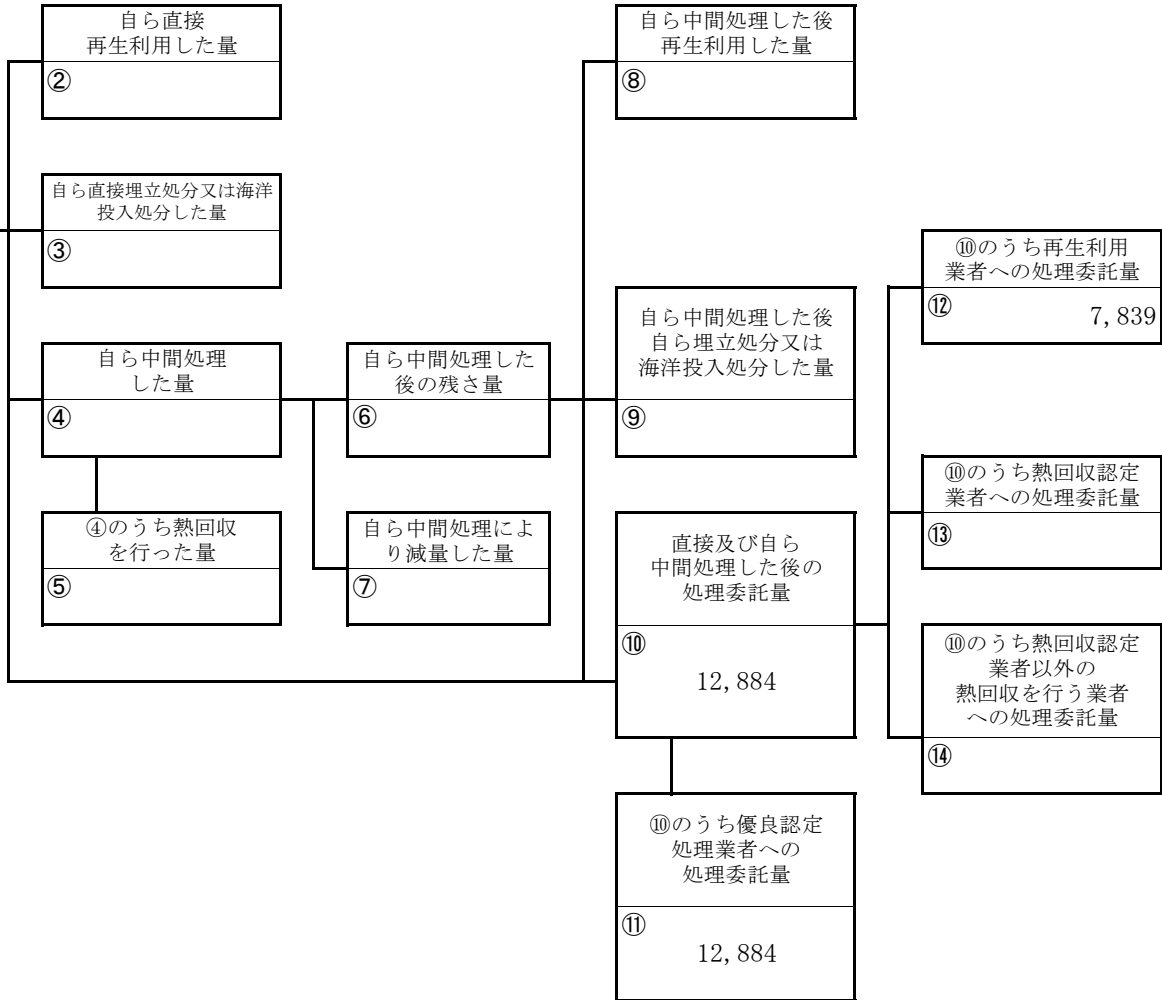 自ら直接
再生利用した量
②
自ら直接埋立処分又は海洋
投入処分した量
③
自ら中間処理
した量
④
④のうち熱回収
を行った量
⑤
自ら中間処理した
後の残さ量
⑥
自ら中間処理によ
り減量した量
⑦
自ら中間処理した後
再生利用した量
⑧
自ら中間処理した後
自ら埋立処分又は
海洋投入処分した量
⑨
直接及び自ら
中間処理した後の
処理委託量
⑩
12,884
⑩のうち優良認定
処理業者への
処理委託量
⑪
12,884
⑩のうち再生利用
業者への処理委託量
⑫
7,839
⑩のうち熱回収認定
業者への処理委託量
⑬
⑩のうち熱回収認定
業者以外の
熱回収を行う業者
への処理委託量
⑭